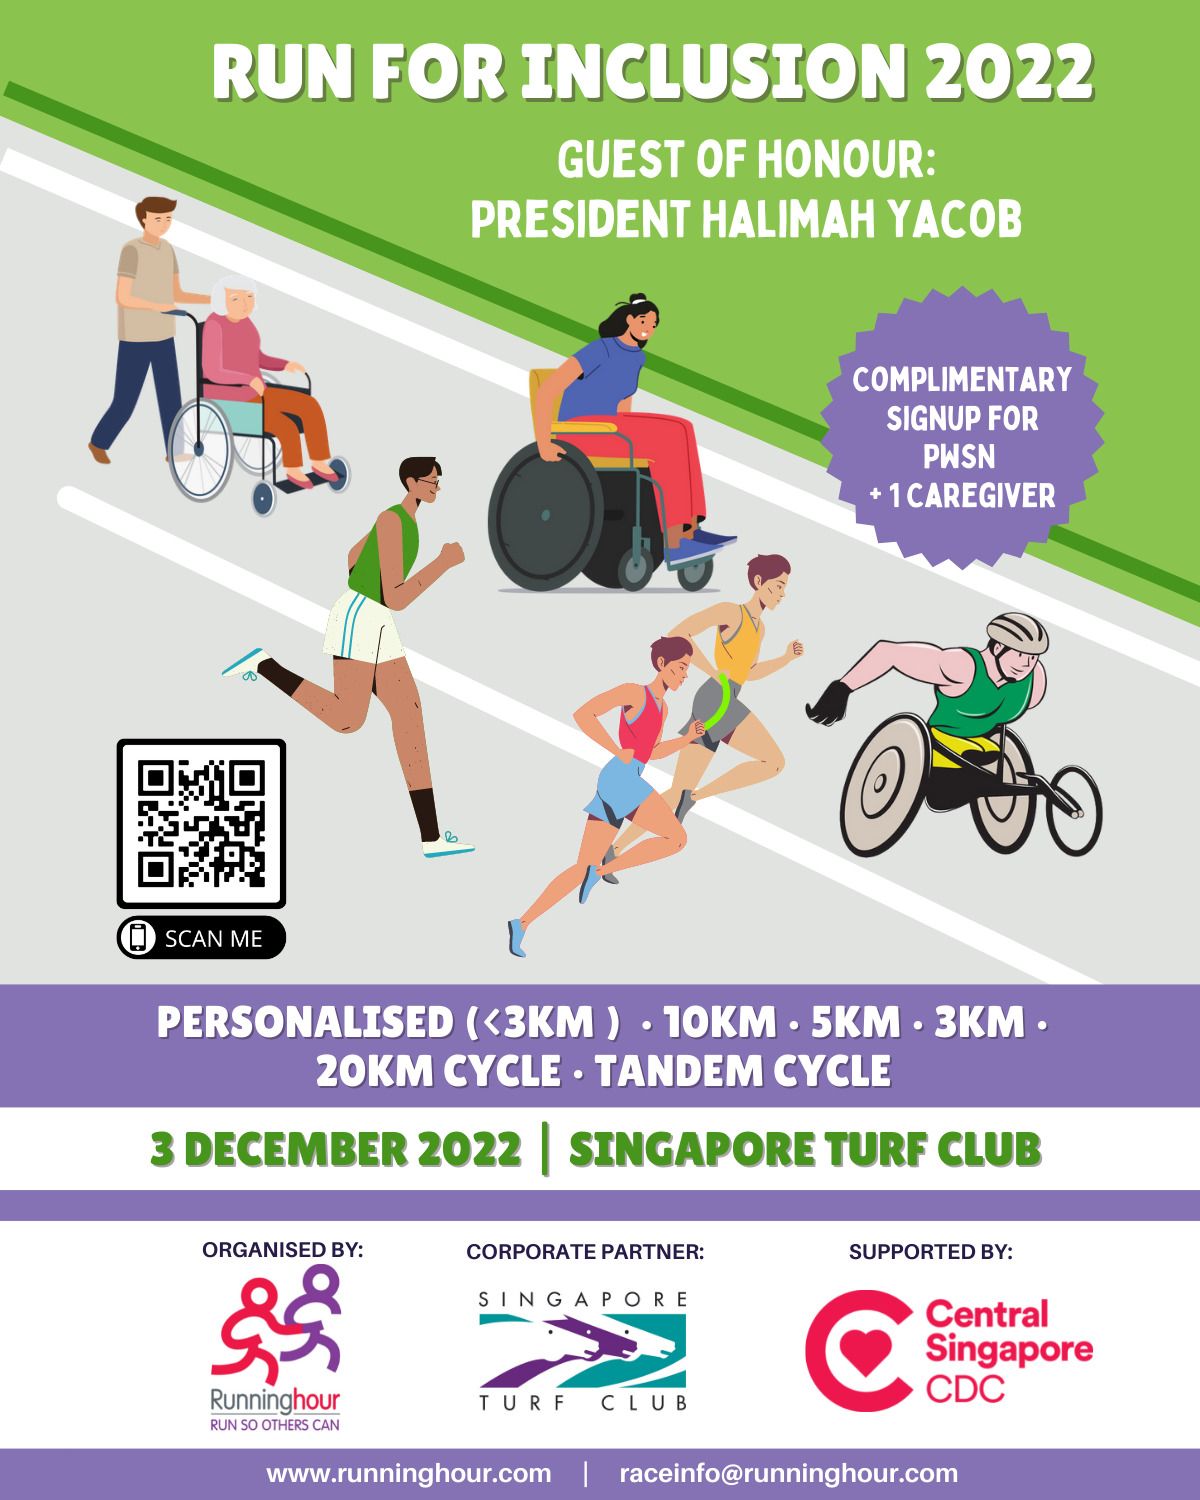 RUN FOR INCLUSION 2022
GUEST OF HONOUR:
PRESIDENT HALIMAH YACOB
COMPLIMENTARY
SIGNUP FOR
PWSN
+ 1 CAREGIVER
SCAN ME
PERSONALISED (<3KM ) · 10KM · 5KM · 3KM ·
20KM CYCLE · TANDEM CYCLE
3 DECEMBER 2022 | SINGAPORE TURF CLUB
ORGANISED BY:
Runninghour
RUN SO OTHERS CAN
CORPORATE PARTNER:
SINGAPORE
TURF CLUB
SUPPORTED BY:
Central
Singapore
CDC
www.runninghour.com | raceinfo@runninghour.com